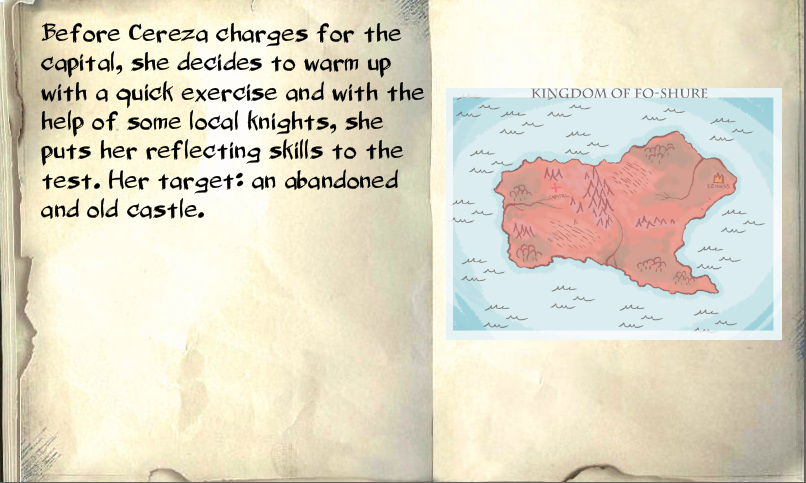 Before Cereza charges for the
capital, she decides to warm up
with a quick exercise and with the
help of some local knights, she
puts her reflecting skills to the
test. Her target: an abandoned
and old castle.
KINGDOM OF FO-SHURE
CAPITAL